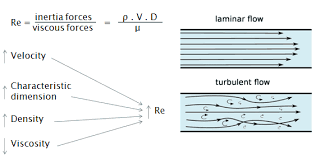 Re = inertia forces / viscous forces = ρ . V . D / μ
↑ Velocity
↑ Characteristic
dimension
↑ Density
↓ Viscosity
↑ Re
laminar flow
turbulent flow